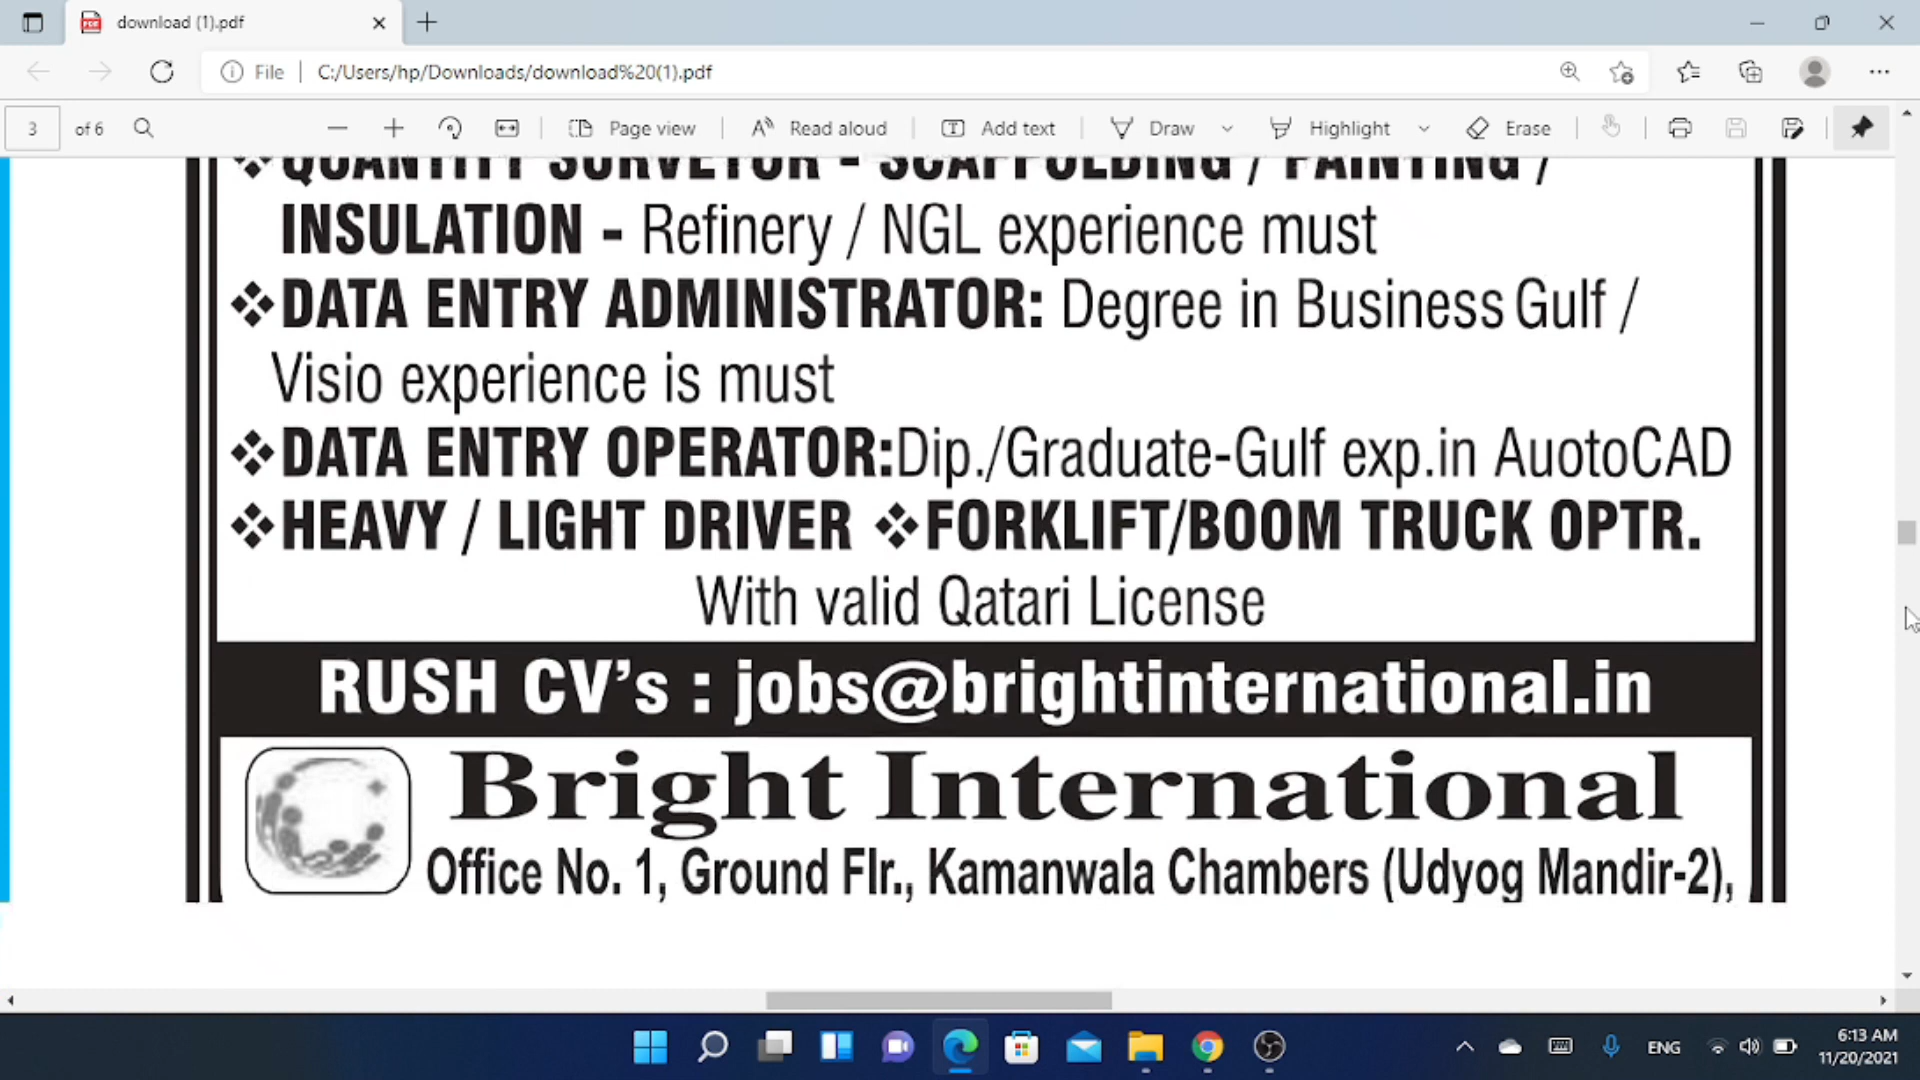 download (1).pdf
File
C:/Users/hp/Downloads/download%20(1).pdf
3 of 6
Page view
Read aloud
Add text
Draw
Highlight
Erase
❖QUANTITY SURVEYOR - SCAFFOLDING / PAINTING /
INSULATION - Refinery / NGL experience must
❖DATA ENTRY ADMINISTRATOR: Degree in Business Gulf /
Visio experience is must
❖DATA ENTRY OPERATOR:Dip./Graduate-Gulf exp.in AuotoCAD
❖HEAVY / LIGHT DRIVER ❖FORKLIFT/BOOM TRUCK OPTR.
With valid Qatari License
RUSH CV's : jobs@brightinternational.in
Bright International
Office No. 1, Ground Flr., Kamanwala Chambers (Udyog Mandir-2),
ENG
6:13 AM
11/20/2021